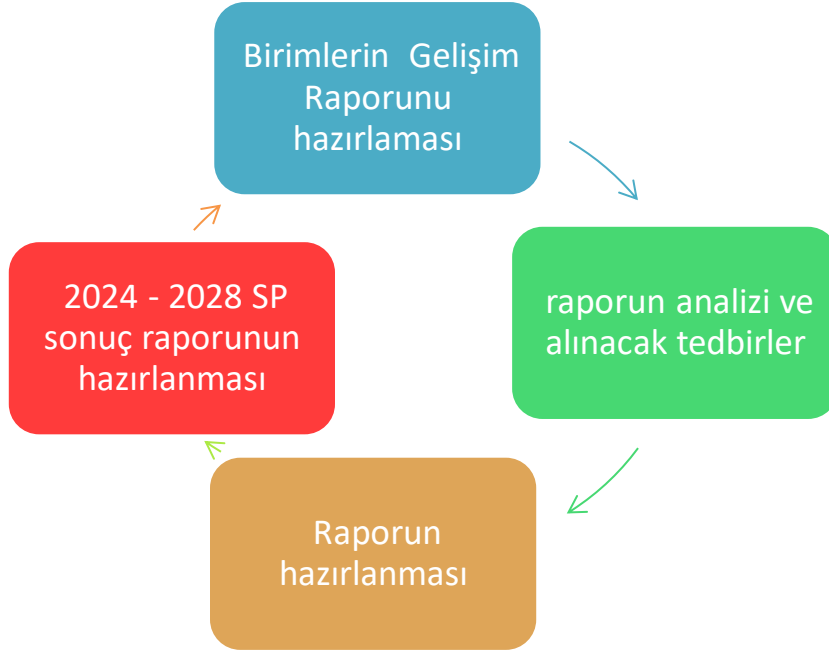 Birimlerin Gelişim
Raporunu
hazırlaması
raporun analizi ve
alınacak tedbirler
Raporun
hazırlanması
2024 - 2028 SP
sonuç raporunun
hazırlanması